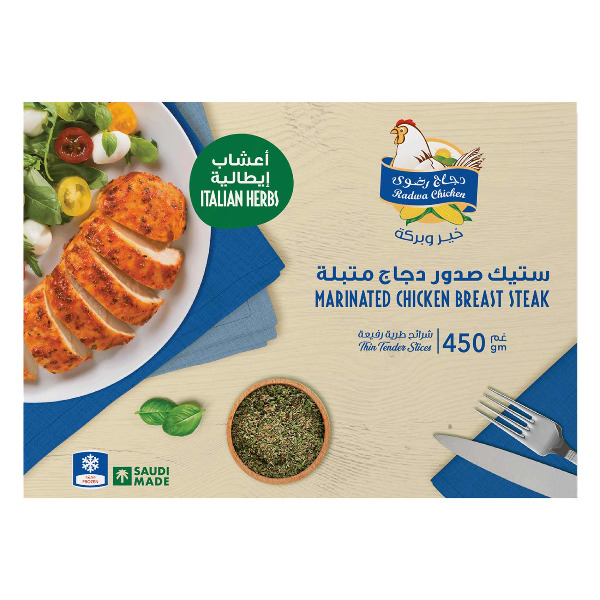 أعشاب
إيطالية
ITALIAN HERBS
دجاج رضوى
Radwa Chicken
خير وبركة
ستيك صدور دجاج متبلة
MARINATED CHICKEN BREAST STEAK
شرائح طرية رفيعة
Thin Tender Slices
450 غم
gm
FROZEN
SAUDI
MADE